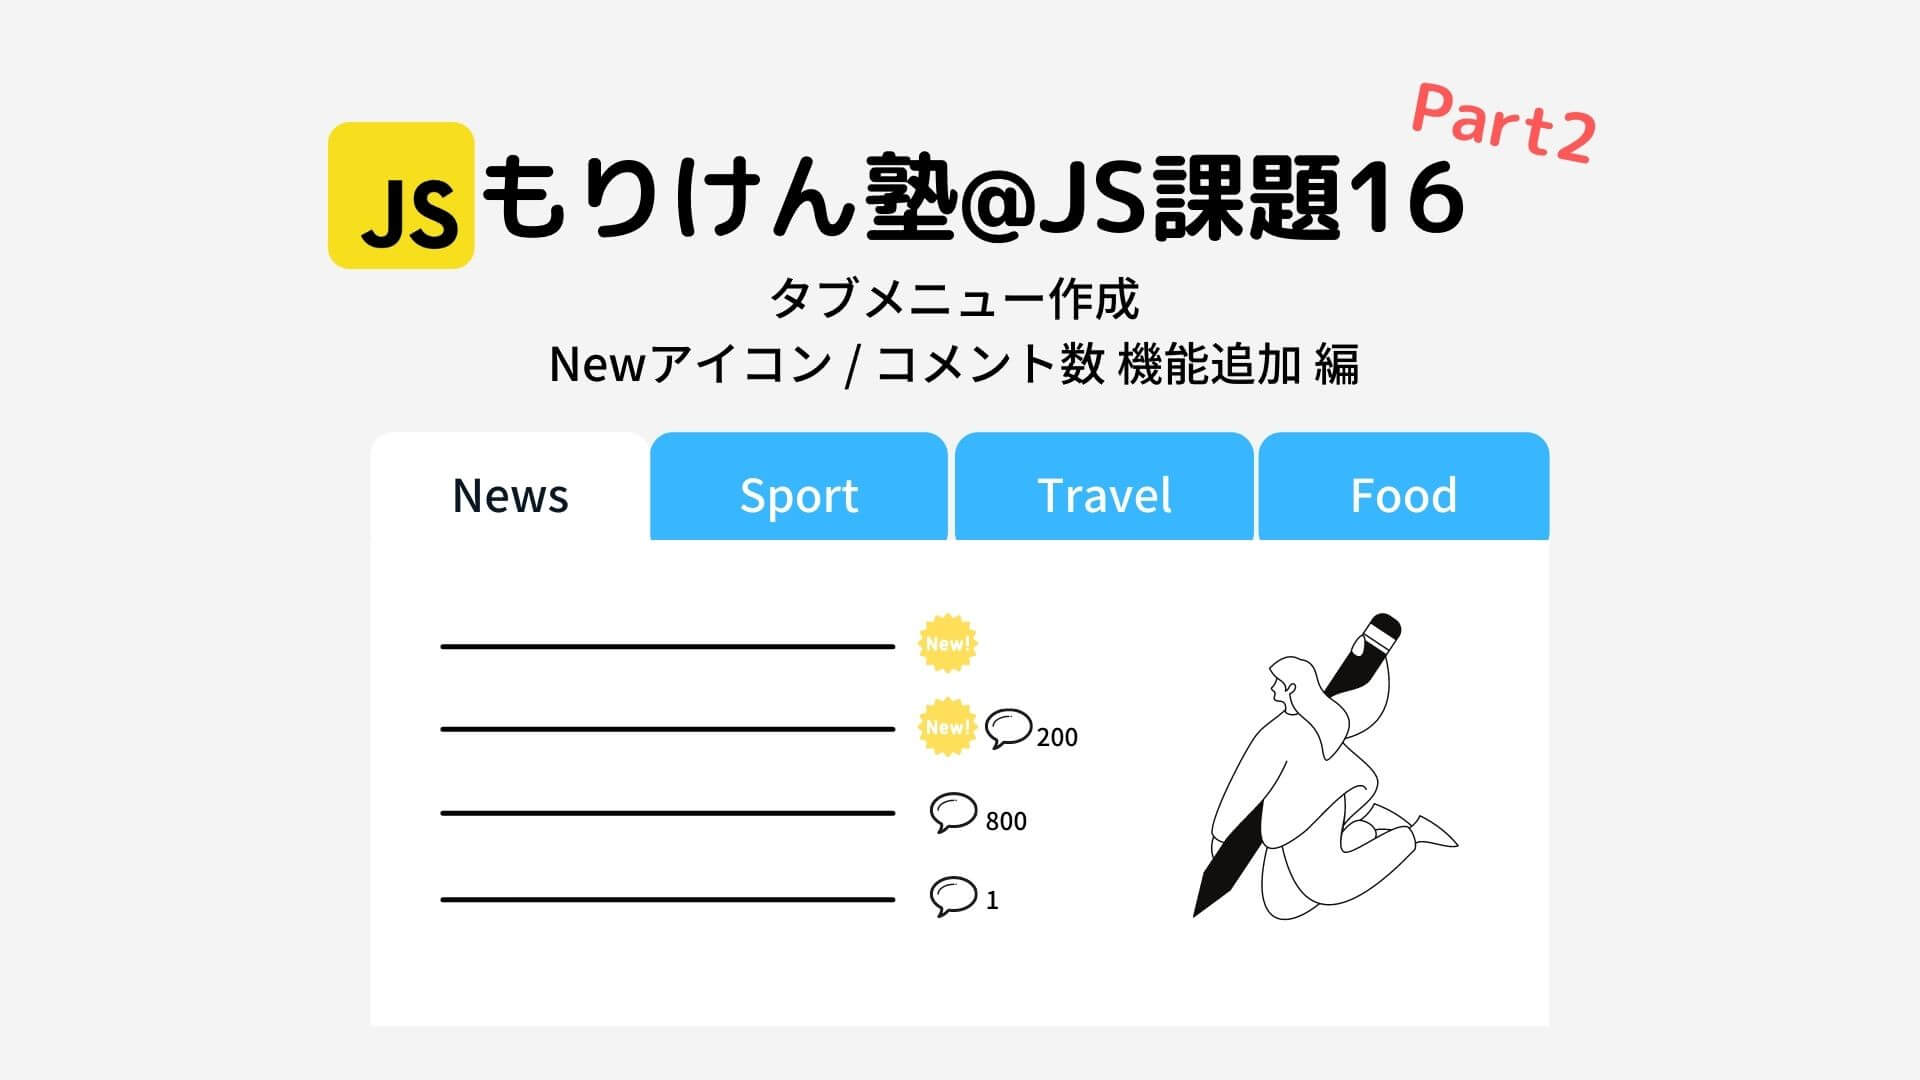 Part2
JS もりけん塾@JS課題16
タブメニュー作成
Newアイコン / コメント数 機能追加 編
News Sport Travel Food
New!
New! 200
800
1